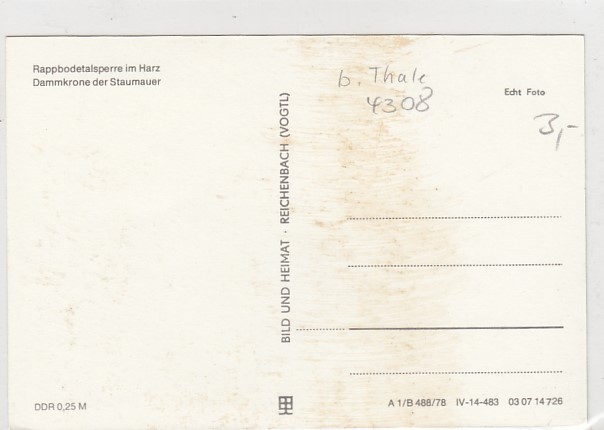 Rappbodetalsperre im Harz
Dammkrone der Staumauer
b. Thale
4308
Echt Foto
3,-
BILD UND HEIMAT · REICHENBACH (VOGTL)
DDR 0,25 M
A 1/B 488/78 IV-14-483 03 07 14 726